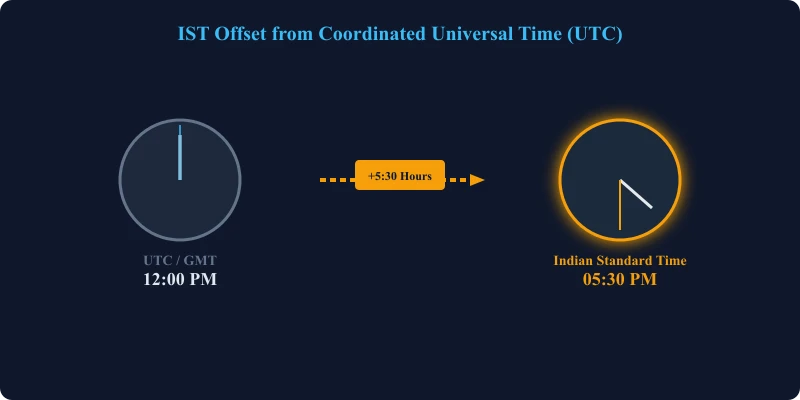 IST Offset from Coordinated Universal Time (UTC)
+5:30 Hours
UTC / GMT
12:00 PM
Indian Standard Time
05:30 PM